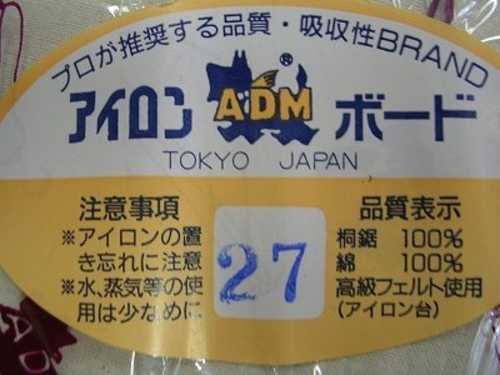 プロが推奨する品質・吸収性BRAND
アイロン ADM® ボード
TOKYO JAPAN
注意事項
※アイロンの置
き忘れに注意
※水、蒸気等の使
用は少なめに
27
品質表示
桐鋸 100%
綿 100%
高級フェルト使用
(アイロン台)